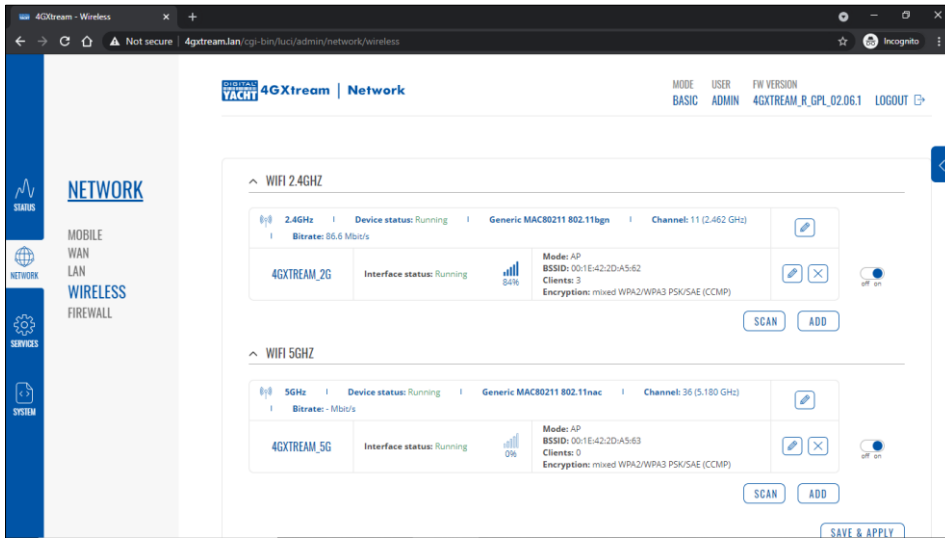 4GXtream - Wireless
Not secure | 4gxtream.lan/cgi-bin/luci/admin/network/wireless
Incognito
DIGITAL
YACHT
4GXtream | Network
MODE USER FW VERSION
BASIC ADMIN 4GXTREAM_R_GPL_02.06.1 LOGOUT
STATUS
NETWORK
SERVICES
SYSTEM
NETWORK
MOBILE
WAN
LAN
WIRELESS
FIREWALL
WIFI 2.4GHZ
2.4GHz | Device status: Running | Generic MAC80211 802.11bgn | Channel: 11 (2.462 GHz)
| Bitrate: 86.6 Mbit/s
4GXTREAM_2G
Interface status: Running
84%
Mode: AP
BSSID: 00:1E:42:2D:A5:62
Clients: 3
Encryption: mixed WPA2/WPA3 PSK/SAE (CCMP)
off on
SCAN ADD
WIFI 5GHZ
5GHz | Device status: Running | Generic MAC80211 802.11nac | Channel: 36 (5.180 GHz)
| Bitrate: - Mbit/s
4GXTREAM_5G
Interface status: Running
0%
Mode: AP
BSSID: 00:1E:42:2D:A5:63
Clients: 0
Encryption: mixed WPA2/WPA3 PSK/SAE (CCMP)
off on
SCAN ADD
SAVE & APPLY